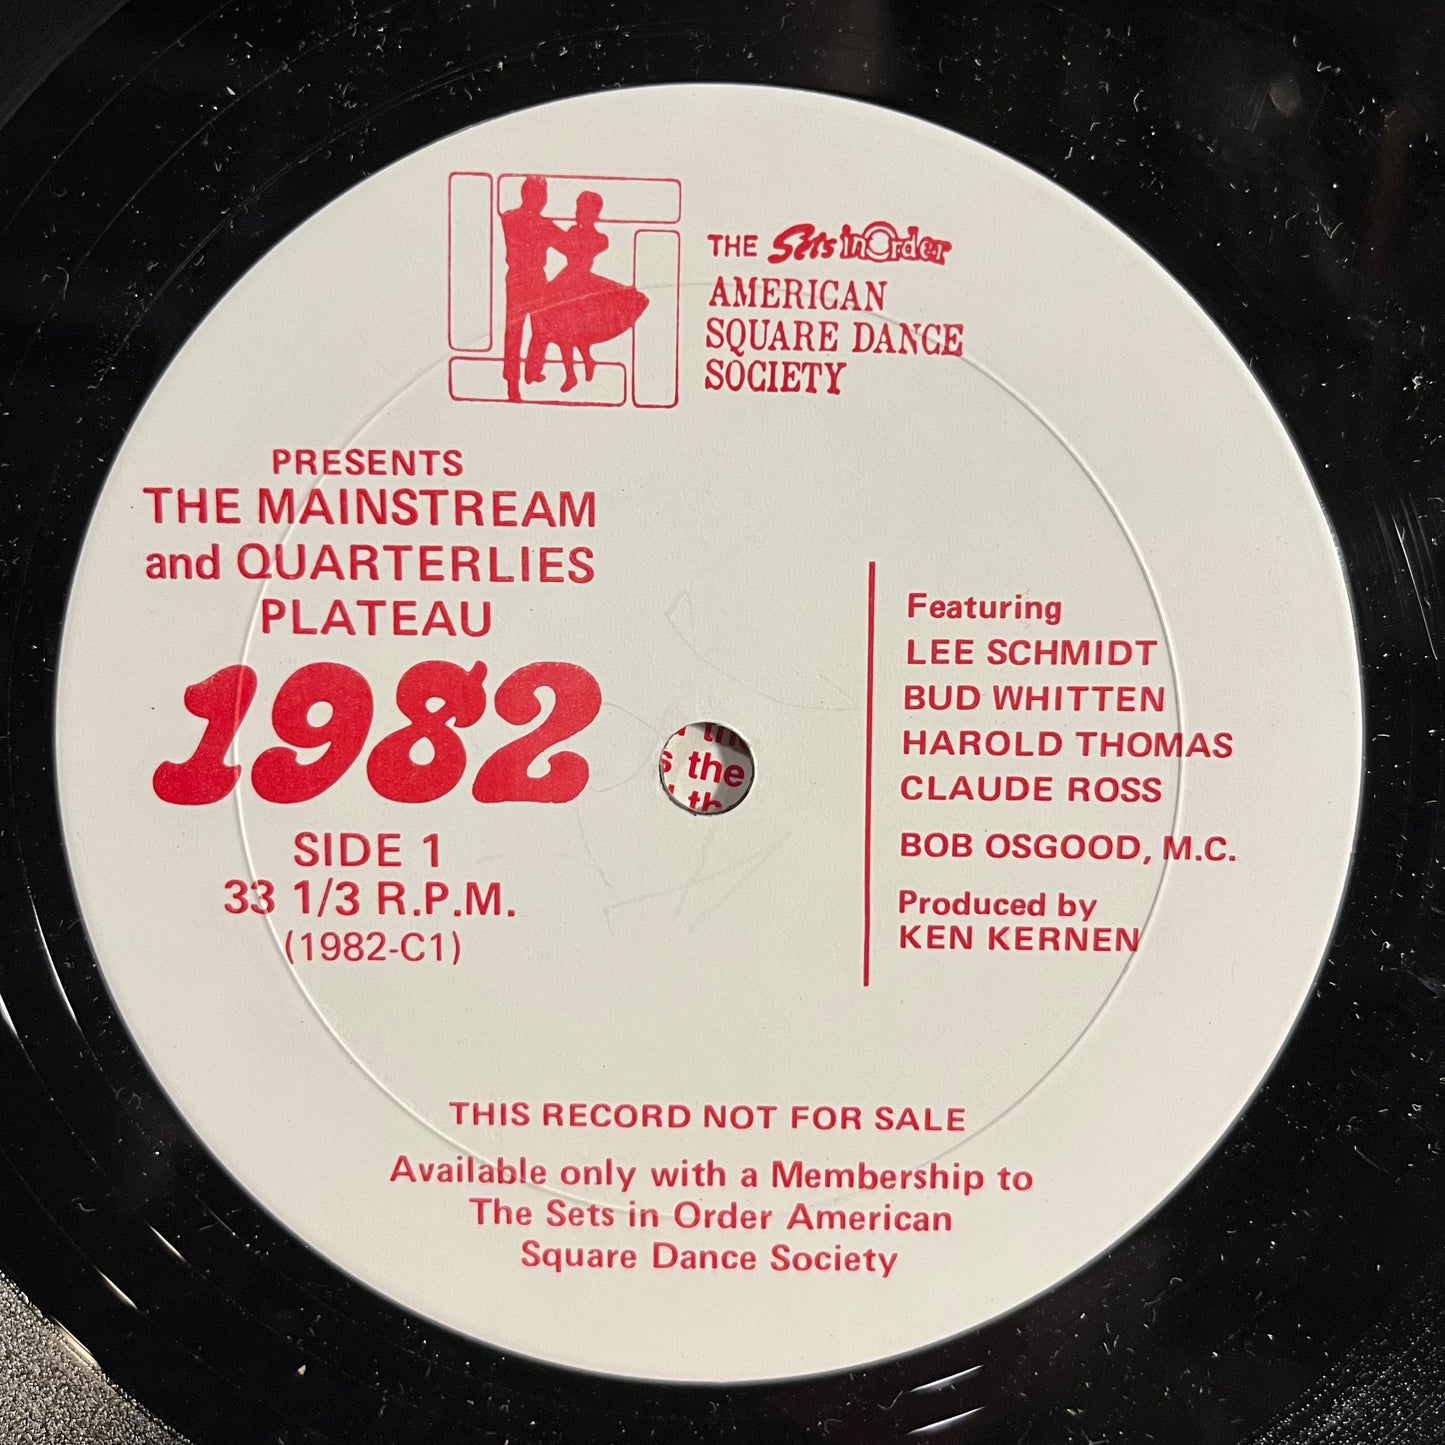 THE Sets in Order
AMERICAN
SQUARE DANCE
SOCIETY
PRESENTS
THE MAINSTREAM
and QUARTERLIES
PLATEAU
1982
SIDE 1
33 1/3 R.P.M.
(1982-C1)
the
Featuring
LEE SCHMIDT
BUD WHITTEN
HAROLD THOMAS
CLAUDE ROSS
BOB OSGOOD, M.C.
Produced by
KEN KERNEN
THIS RECORD NOT FOR SALE
Available only with a Membership to
The Sets in Order American
Square Dance Society